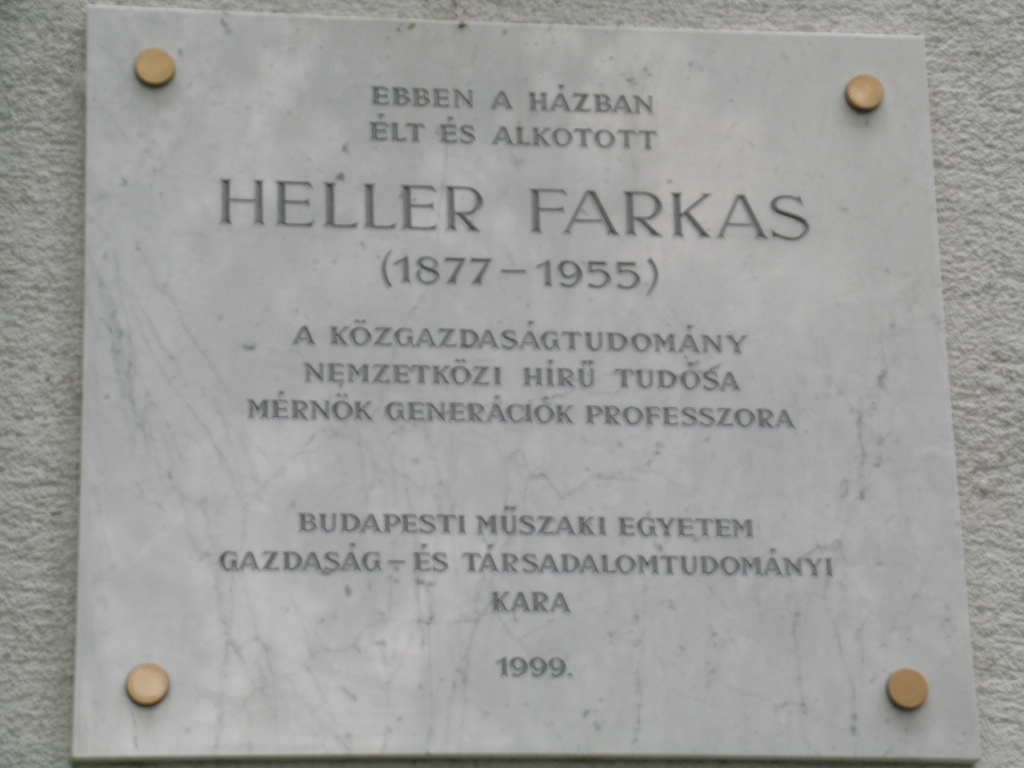 EBBEN A HÁZBAN
ÉLT ÉS ALKOTOTT
HELLER FARKAS
(1877 – 1955)
A KÖZGAZDASÁGTUDOMÁNY
NEMZETKÖZI HÍRŰ TUDÓSA
MÉRNÖK GENERÁCIÓK PROFESSZORA
BUDAPESTI MŰSZAKI EGYETEM
GAZDASÁG – ÉS TÁRSADALOMTUDOMÁNYI
KARA
1999.